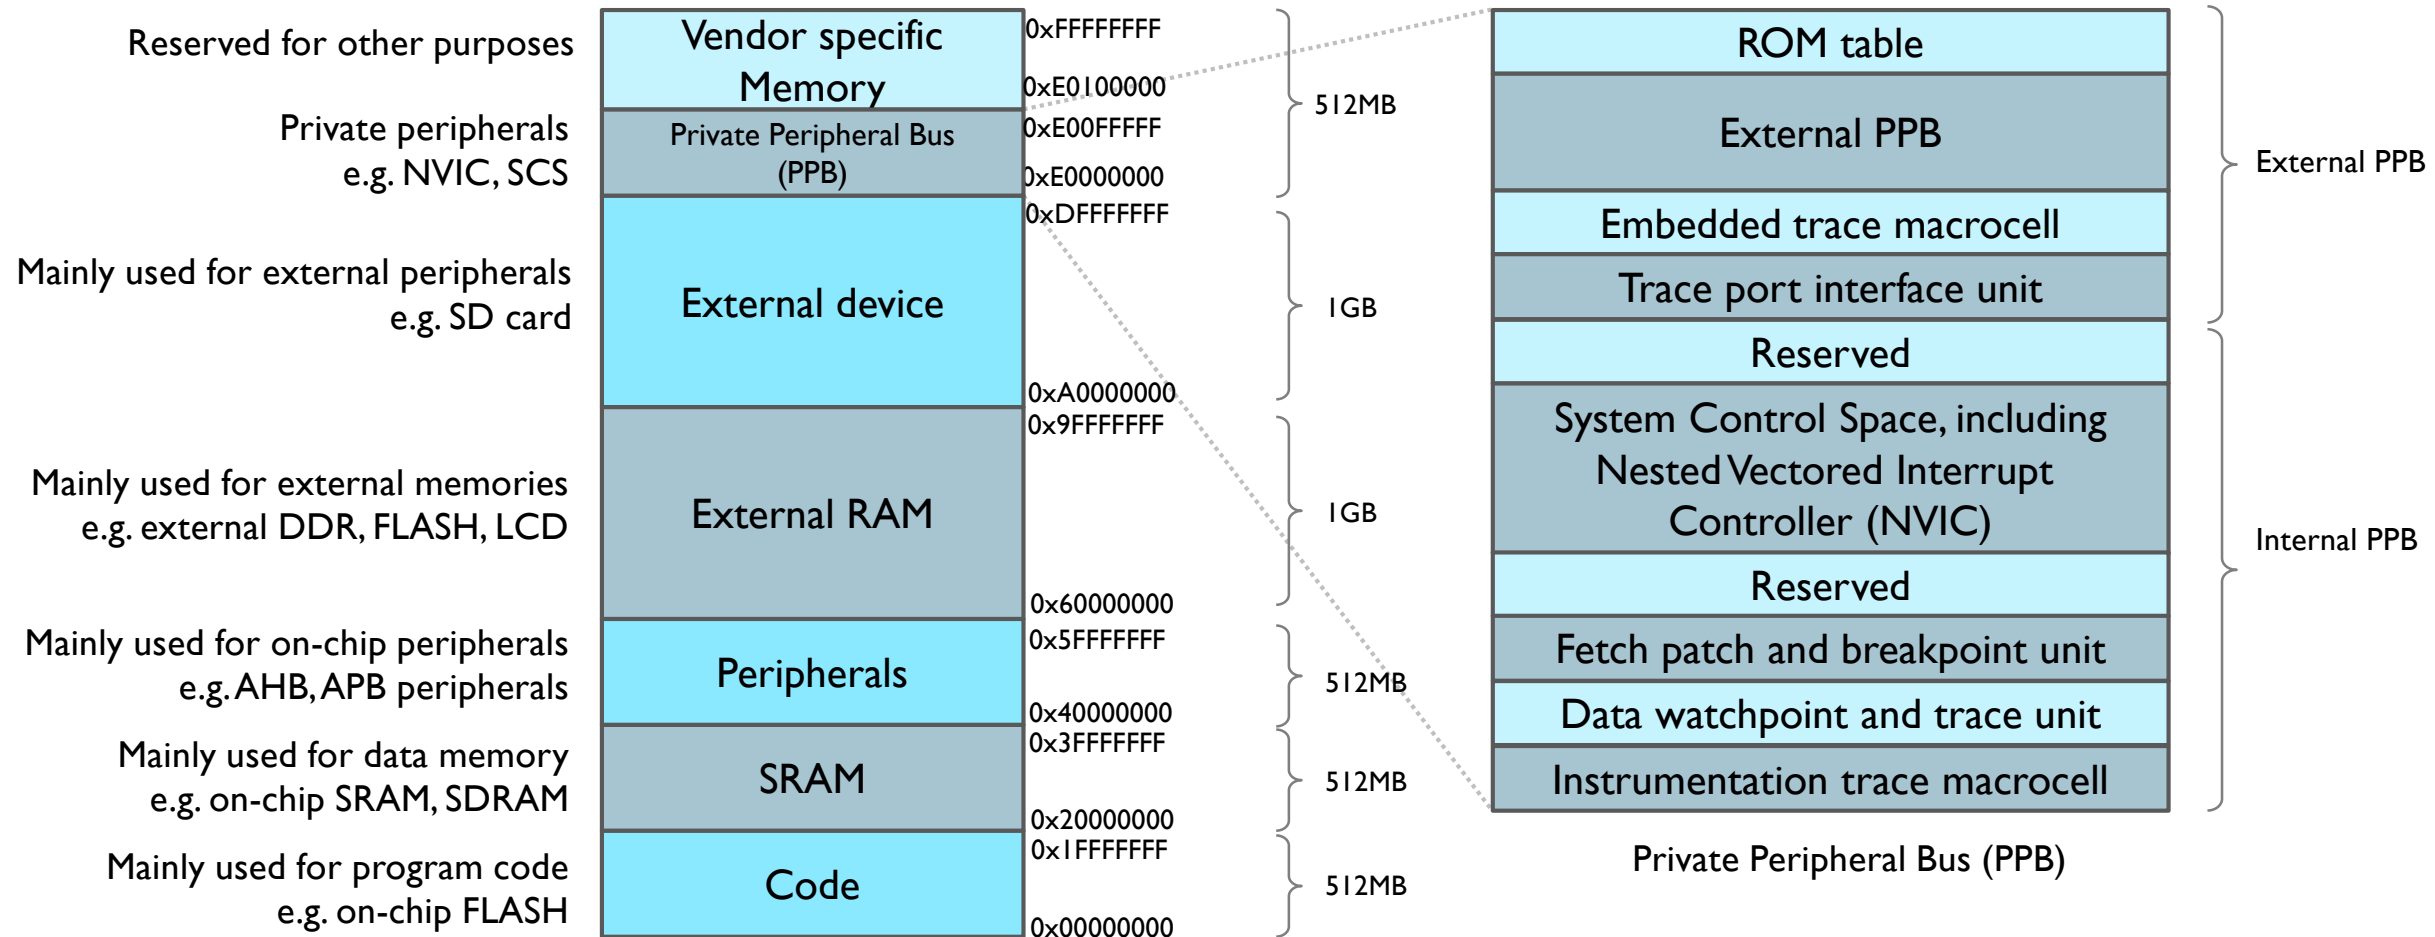 Reserved for other purposes
Private peripherals
e.g. NVIC, SCS
Mainly used for external peripherals
e.g. SD card
Mainly used for external memories
e.g. external DDR, FLASH, LCD
Mainly used for on-chip peripherals
e.g. AHB, APB peripherals
Mainly used for data memory
e.g. on-chip SRAM, SDRAM
Mainly used for program code
e.g. on-chip FLASH
Vendor specific
Memory
Private Peripheral Bus
(PPB)
External device
External RAM
Peripherals
SRAM
Code
0xFFFFFFFF
0xE0100000
0xE00FFFFF
0xE0000000
0xDFFFFFFF
0xA0000000
0x9FFFFFFF
0x60000000
0x5FFFFFFF
0x40000000
0x3FFFFFFF
0x20000000
0x1FFFFFFF
0x00000000
512MB
1GB
1GB
512MB
512MB
512MB
ROM table
External PPB
Embedded trace macrocell
Trace port interface unit
Reserved
System Control Space, including
Nested Vectored Interrupt
Controller (NVIC)
Reserved
Fetch patch and breakpoint unit
Data watchpoint and trace unit
Instrumentation trace macrocell
Private Peripheral Bus (PPB)
External PPB
Internal PPB